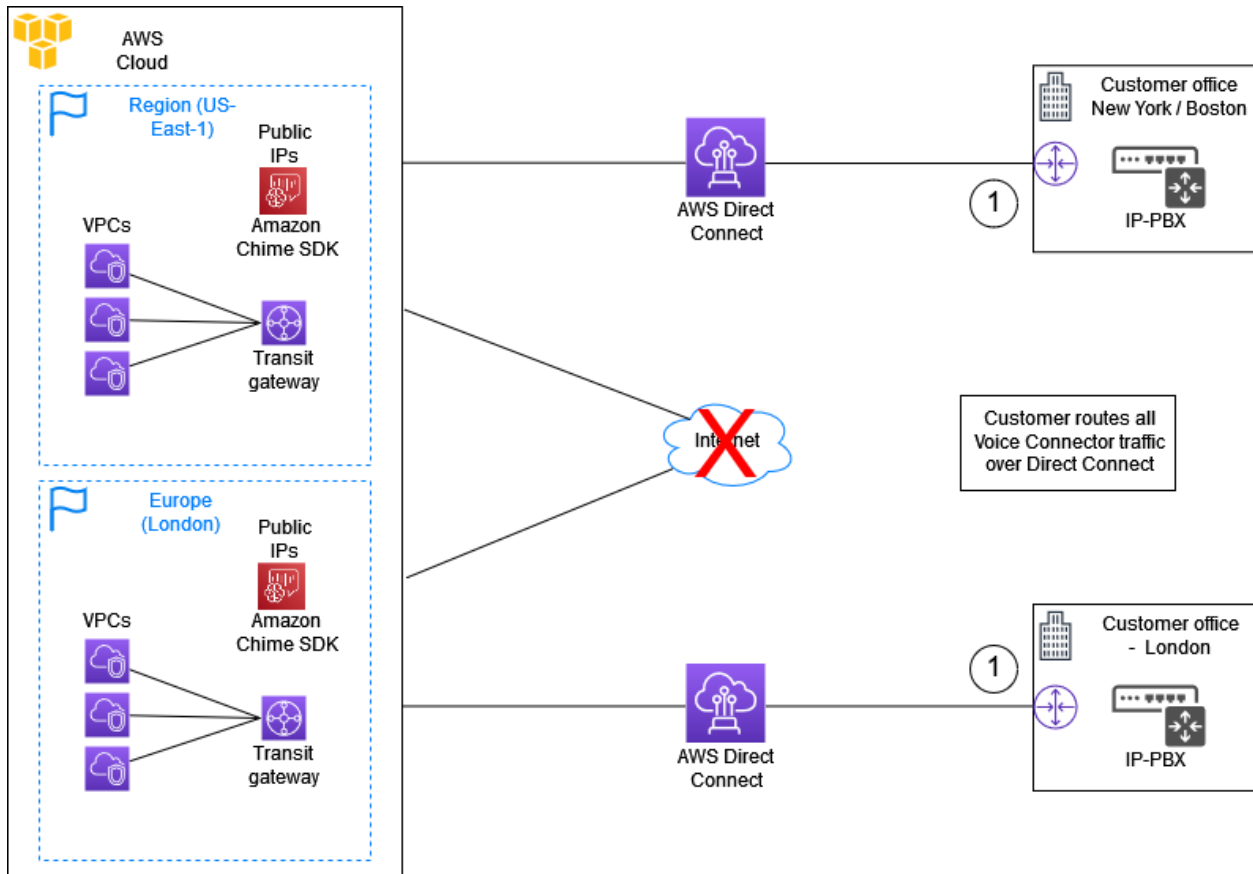 AWS
Cloud
Region (US-
East-1)
Public
IPs
Amazon
Chime SDK
VPCs
Transit
gateway
Europe
(London)
Public
IPs
Amazon
Chime SDK
VPCs
Transit
gateway
AWS Direct
Connect
1
Customer office
New York / Boston
IP-PBX
Internet
Customer routes all
Voice Connector traffic
over Direct Connect
AWS Direct
Connect
1
Customer office
- London
IP-PBX